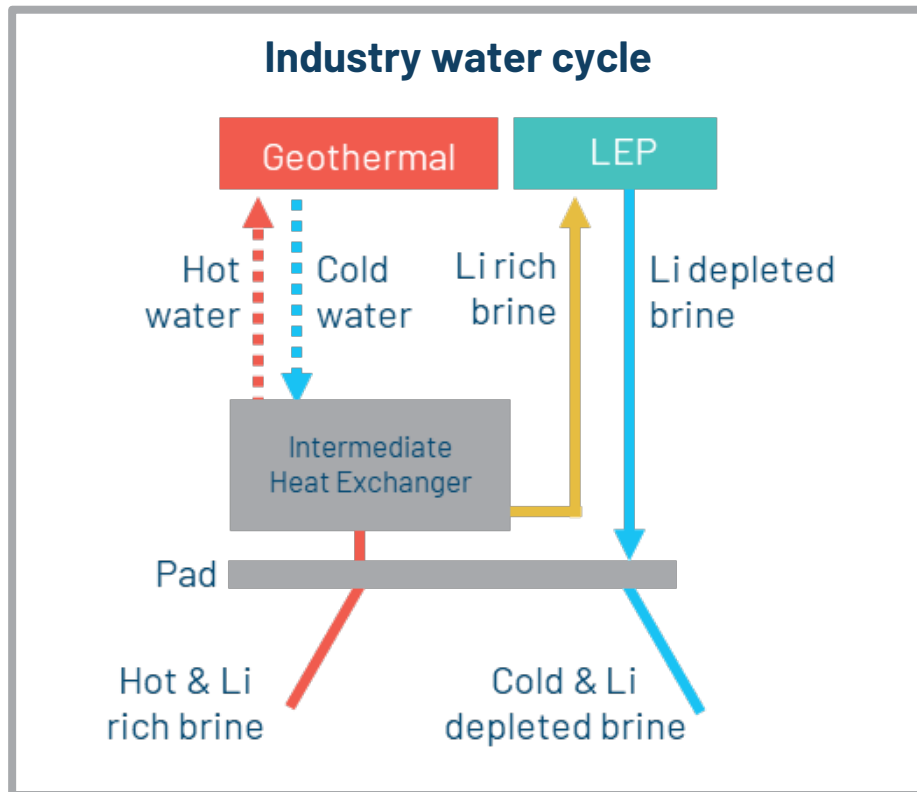 Industry water cycle
Geothermal
LEP
Hot
water
Cold
water
Li rich
brine
Li depleted
brine
Intermediate
Heat Exchanger
Pad
Hot & Li
rich brine
Cold & Li
depleted brine